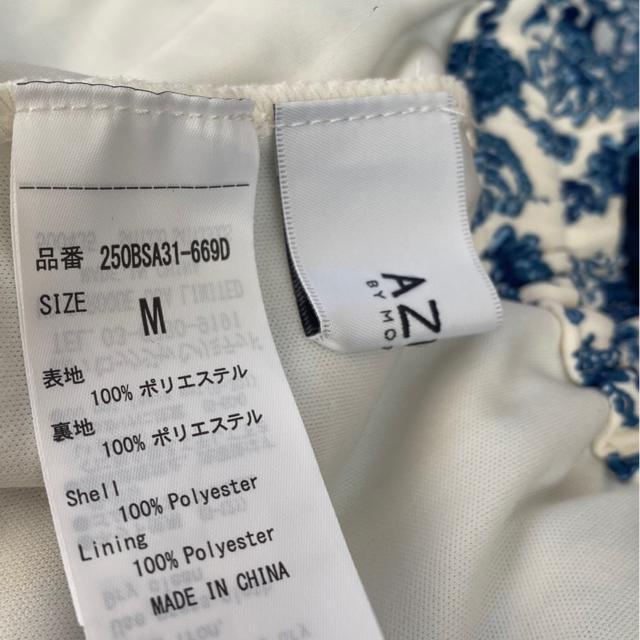 品番 250BSA31-669D
SIZE M
表地
100% ポリエステル
裏地
100% ポリエステル
Shell
100% Polyester
Lining
100% Polyester
MADE IN CHINA
AZ
BY MO